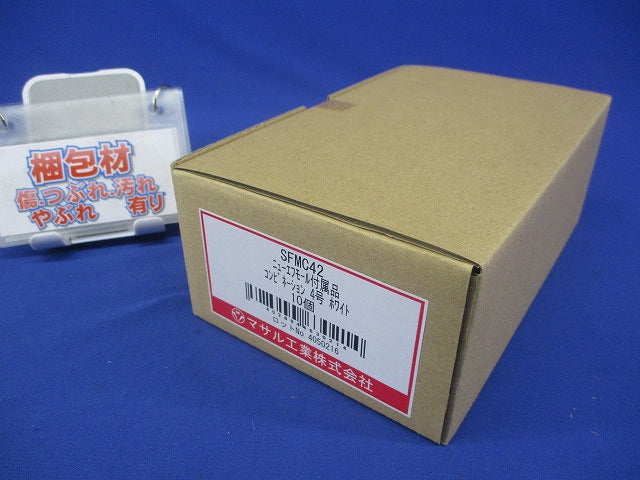 梱包材
傷、つぶれ、汚れ
やぶれ 有り
SFMC42
ニューエフモール付属品
コンビネーション 4号 ホワイト
10個
ロットNo 4050216
マサル工業株式会社